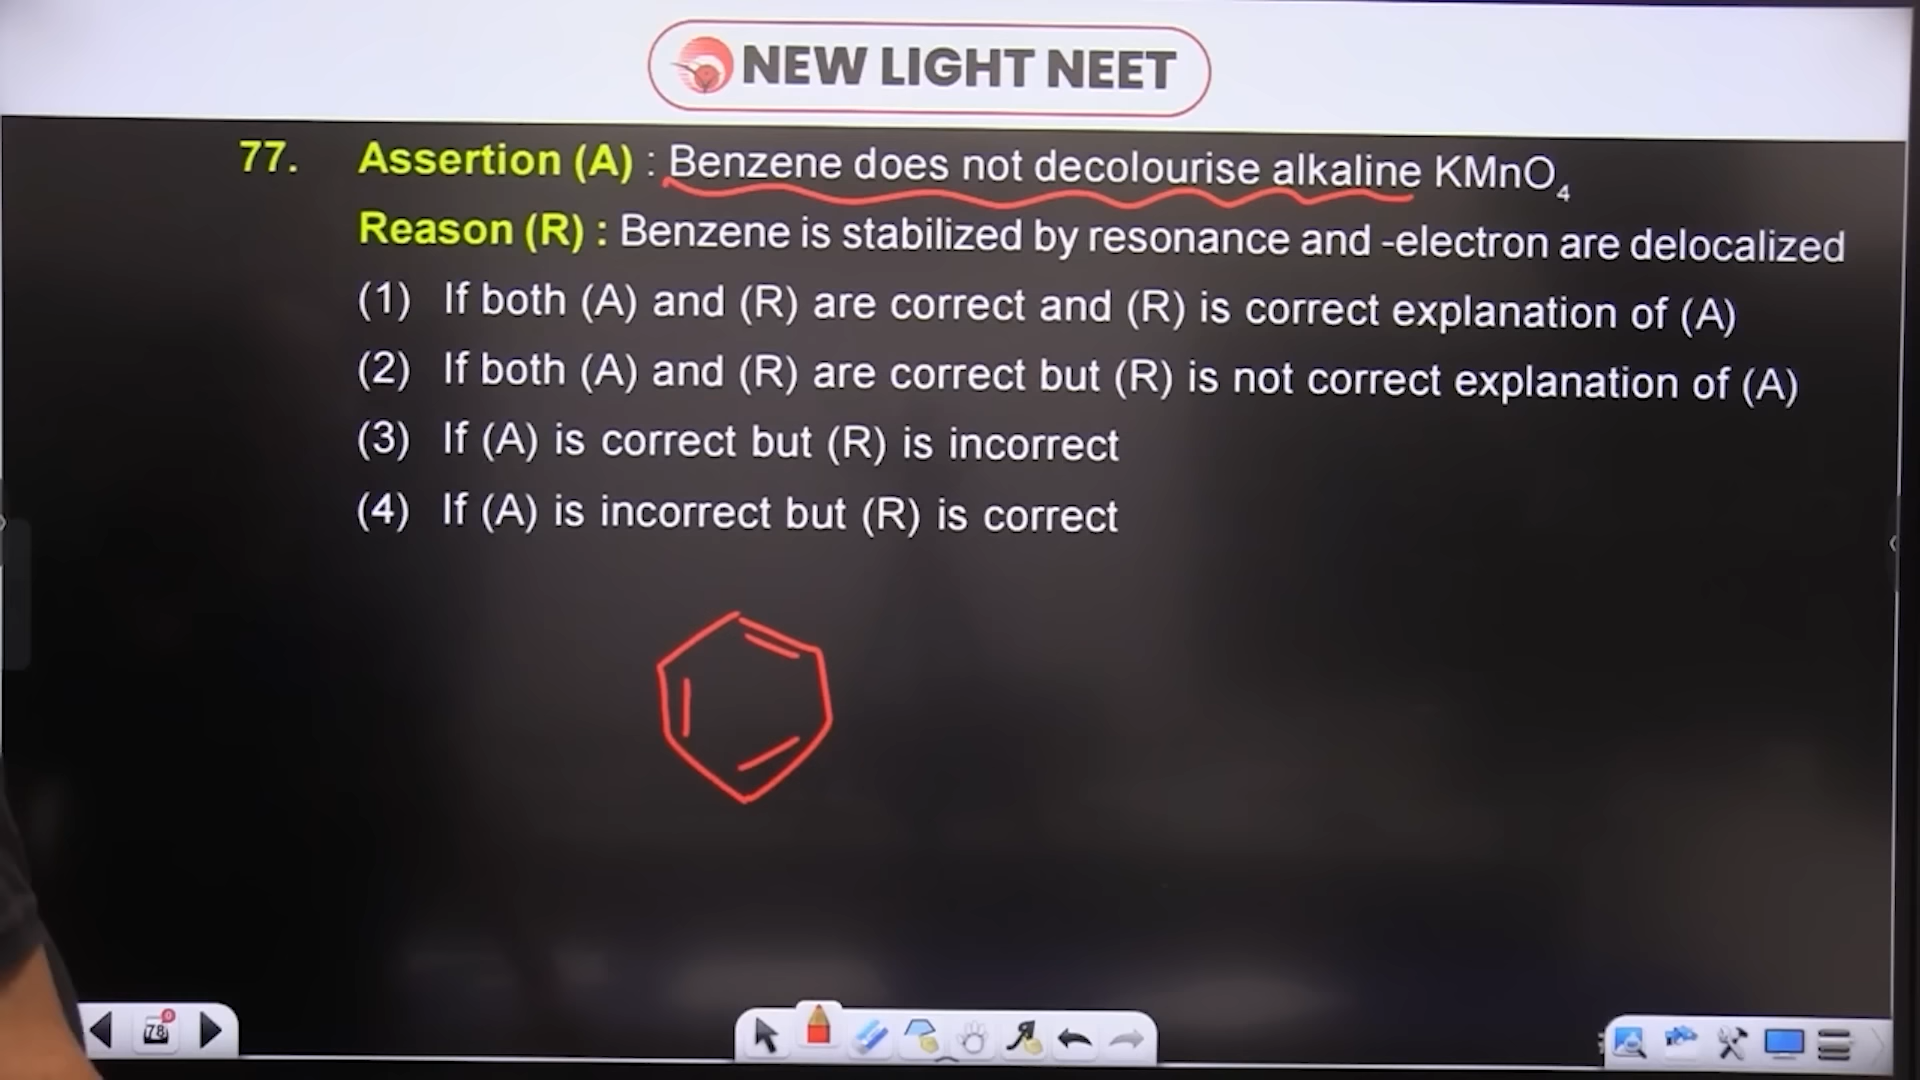 NEW LIGHT NEET
77. Assertion (A) : Benzene does not decolourise alkaline KMnO₄
Reason (R) : Benzene is stabilized by resonance and -electron are delocalized
(1) If both (A) and (R) are correct and (R) is correct explanation of (A)
(2) If both (A) and (R) are correct but (R) is not correct explanation of (A)
(3) If (A) is correct but (R) is incorrect
(4) If (A) is incorrect but (R) is correct
78
0